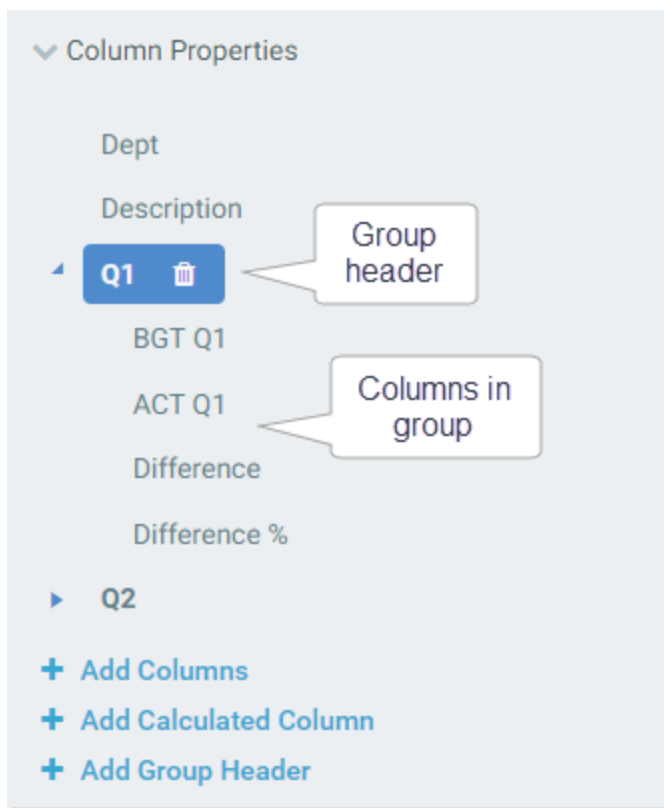 Column Properties
Dept
Description
Group
header
Q1
BGT Q1
Columns in
group
ACT Q1
Difference
Difference %
Q2
Add Columns
Add Calculated Column
Add Group Header